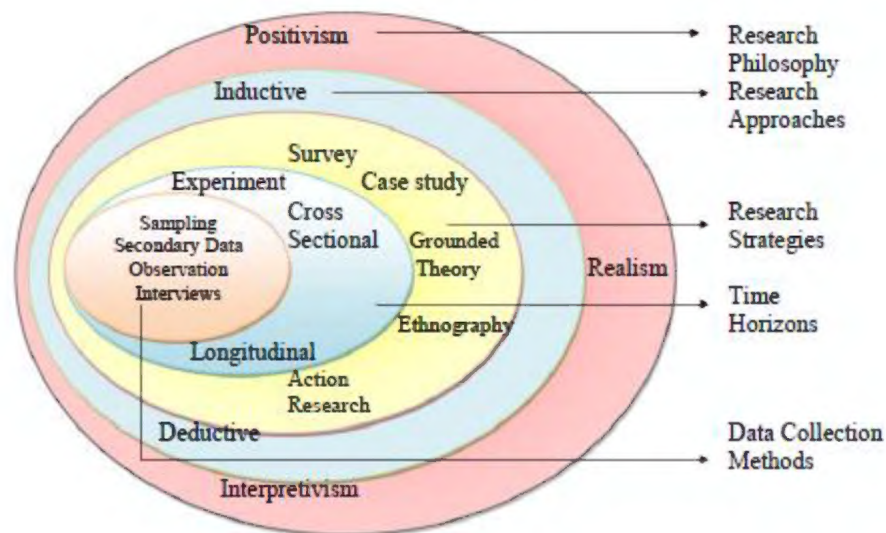 Positivism
Research
Philosophy
Inductive
Research
Approaches
Survey
Experiment
Case study
Cross
Sectional
Sampling
Secondary Data
Observation
Interviews
Grounded
Theory
Research
Strategies
Realism
Time
Horizons
Ethnography
Longitudinal
Action
Research
Deductive
Data Collection
Methods
Interpretivism